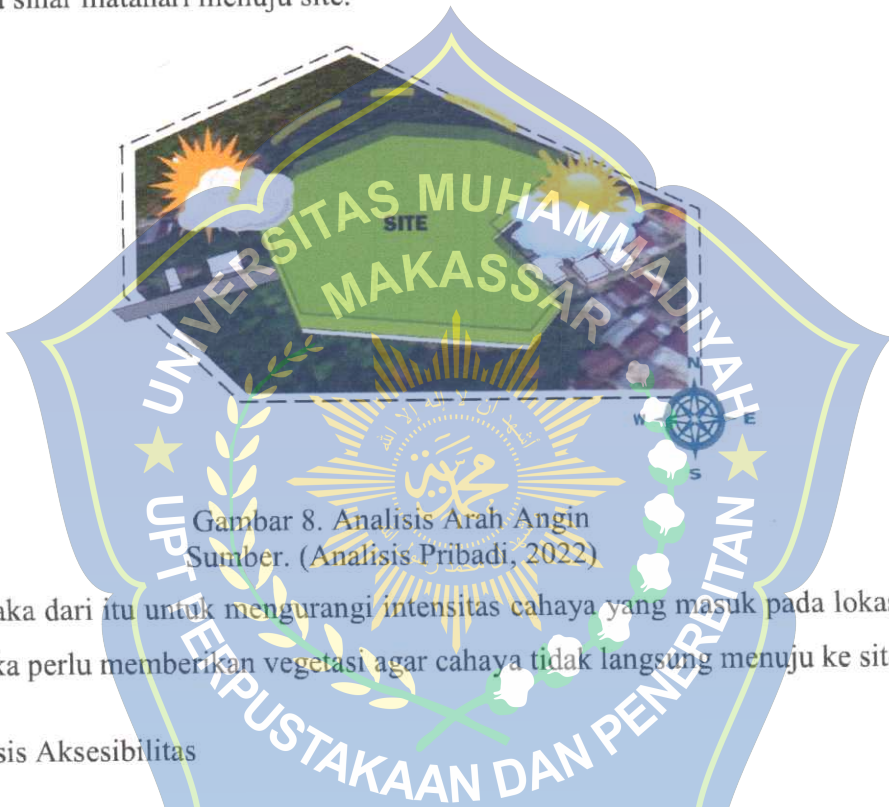 sinar matahari menuju site.
SITE
N
W
E
S
UNIVERSITAS MUHAMMADIYAH
MAKASSAR
Gambar 8. Analisis Arah Angin
Sumber. (Analisis Pribadi, 2022)
aka dari itu untuk mengurangi intensitas cahaya yang masuk pada lokas
ka perlu memberikan vegetasi agar cahaya tidak langsung menuju ke sit
sis Aksesibilitas
UPT PERPUSTAKAAN DAN PENERBITAN